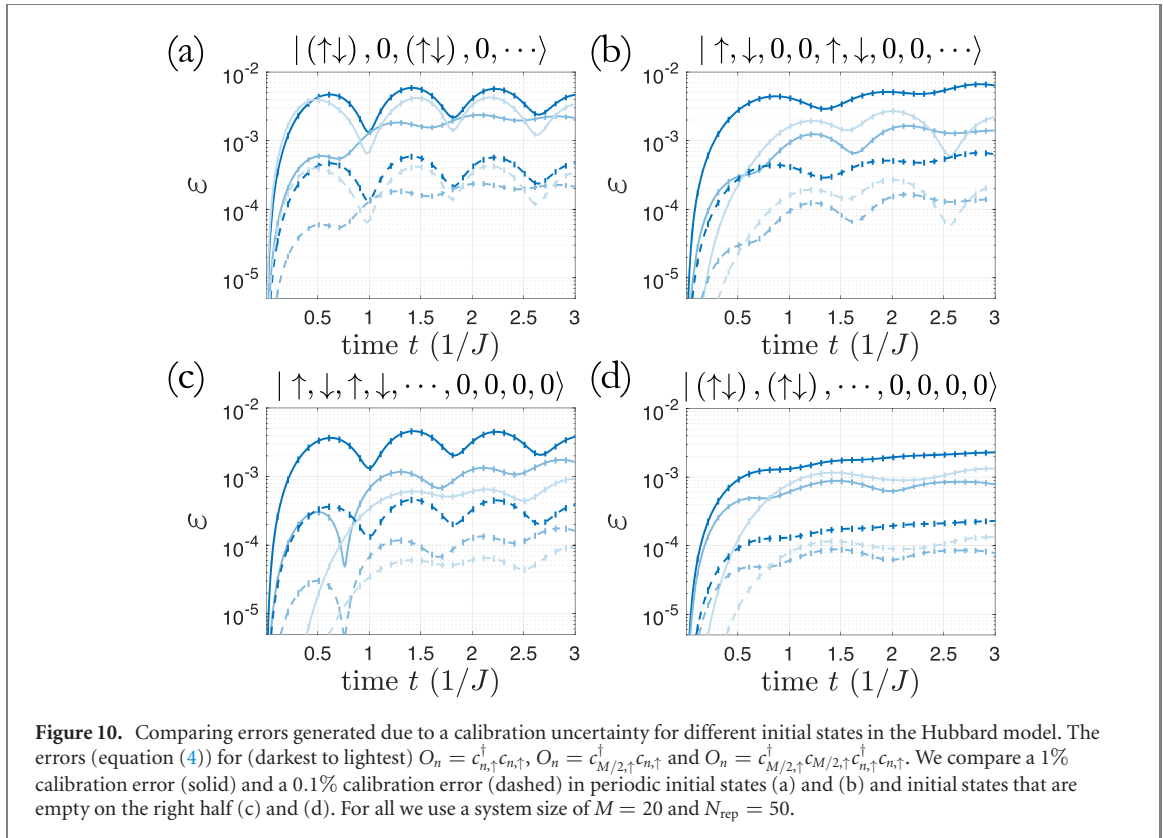 (a) | (↑↓) , 0, (↑↓) , 0, ⋯⟩
(b) | ↑, ↓, 0, 0, ↑, ↓, 0, 0, ⋯⟩
10^{-2} 10^{-2}
10^{-3} 10^{-3}
ε ε
10^{-4} 10^{-4}
10^{-5} 10^{-5}
0.5 1 1.5 2 2.5 3 0.5 1 1.5 2 2.5 3
time t (1/J) time t (1/J)
(c) | ↑, ↓, ↑, ↓, ⋯, 0, 0, 0, 0⟩
(d) | (↑↓) , (↑↓) , ⋯, 0, 0, 0, 0⟩
10^{-2} 10^{-2}
10^{-3} 10^{-3}
ε ε
10^{-4} 10^{-4}
10^{-5} 10^{-5}
0.5 1 1.5 2 2.5 3 0.5 1 1.5 2 2.5 3
time t (1/J) time t (1/J)
Figure 10. Comparing errors generated due to a calibration uncertainty for different initial states in the Hubbard model. The
errors (equation (4)) for (darkest to lightest) O_n = c^†_{n,↑}c_{n,↑}, O_n = c^†_{M/2,↑}c_{n,↑} and O_n = c^†_{M/2,↑}c_{M/2,↑}c^†_{n,↑}c_{n,↑}. We compare a 1%
calibration error (solid) and a 0.1% calibration error (dashed) in periodic initial states (a) and (b) and initial states that are
empty on the right half (c) and (d). For all we use a system size of M = 20 and N_{rep} = 50.